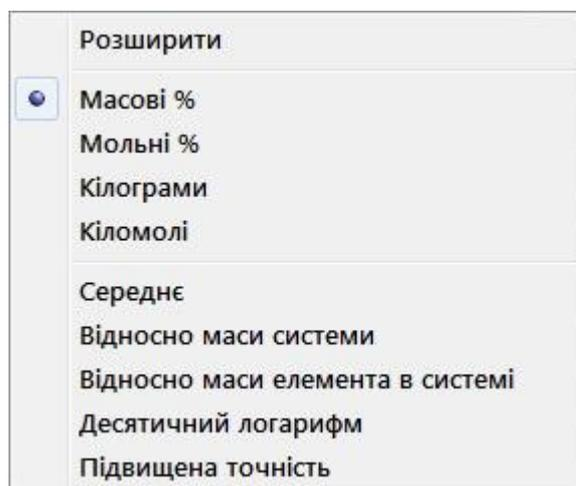 Розширити
Масові %
Мольні %
Кілограми
Кіломолі
Середнє
Відносно маси системи
Відносно маси елемента в системі
Десятичний логарифм
Підвищена точність